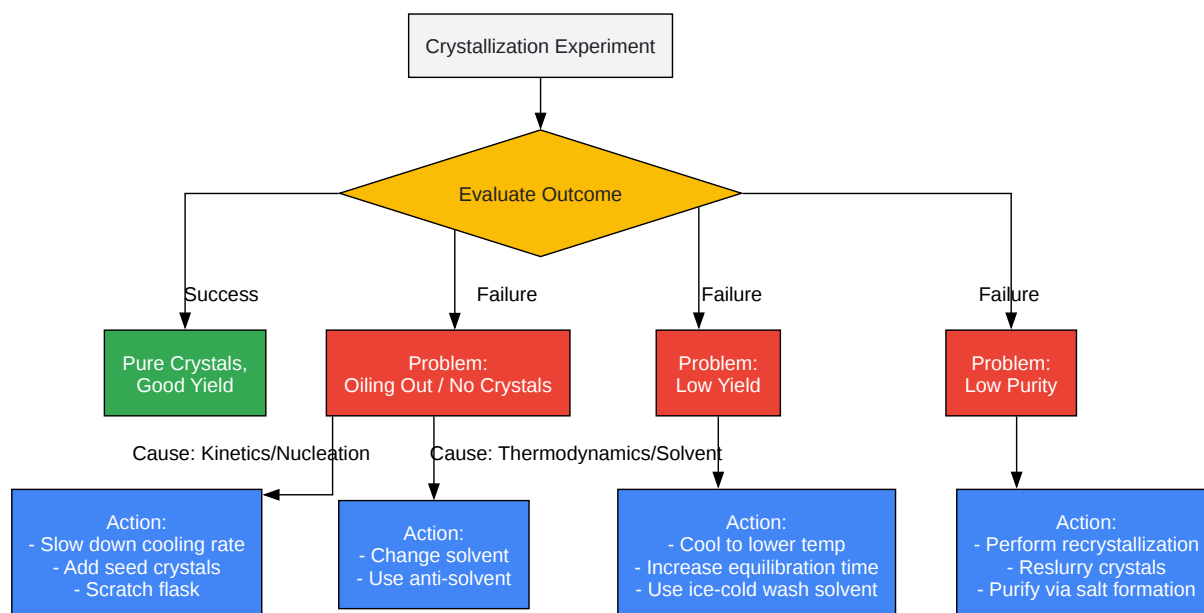 Crystallization Experiment
Evaluate Outcome
Success
Failure
Failure
Failure
Pure Crystals,
Good Yield
Problem:
Oiling Out / No Crystals
Problem:
Low Yield
Problem:
Low Purity
Cause: Kinetics/Nucleation
Cause: Thermodynamics/Solvent
Action:
- Slow down cooling rate
- Add seed crystals
- Scratch flask
Action:
- Change solvent
- Use anti-solvent
Action:
- Cool to lower temp
- Increase equilibration time
- Use ice-cold wash solvent
Action:
- Perform recrystallization
- Reslurry crystals
- Purify via salt formation